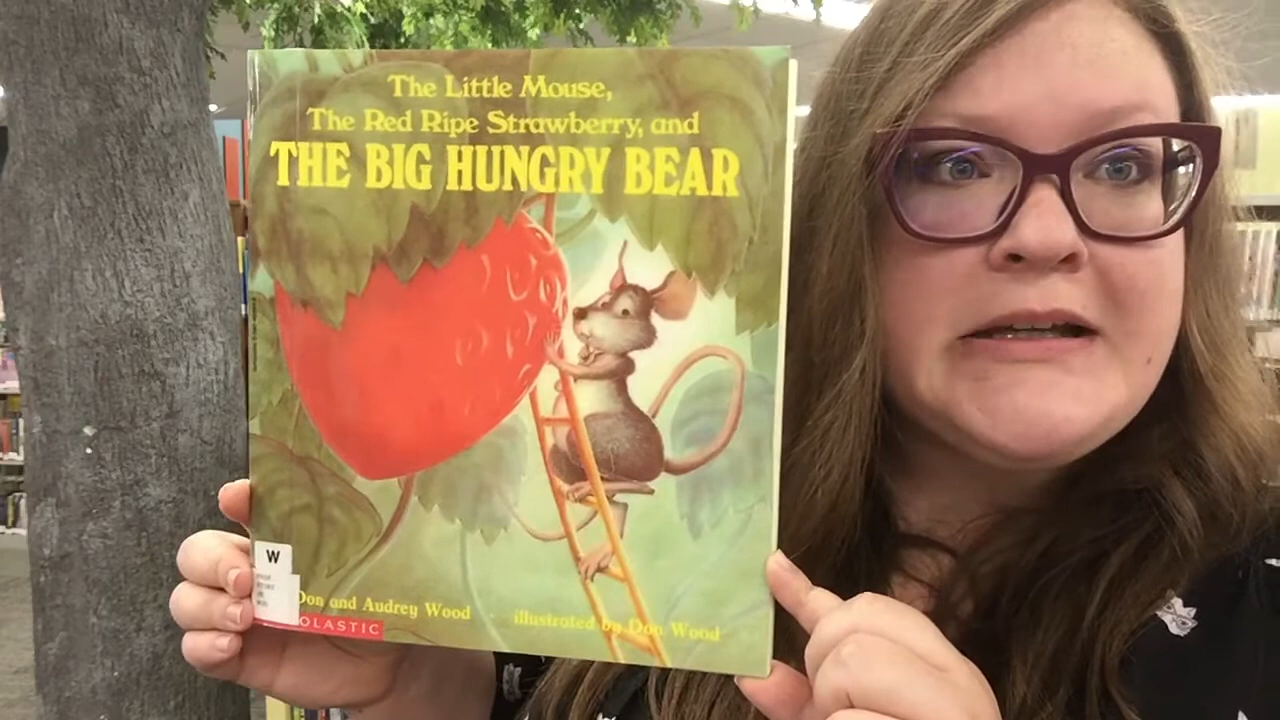 The Little Mouse,
The Red Ripe Strawberry, and
THE BIG HUNGRY BEAR
W
Don and Audrey Wood
illustrated by Don Wood
OLASTIC